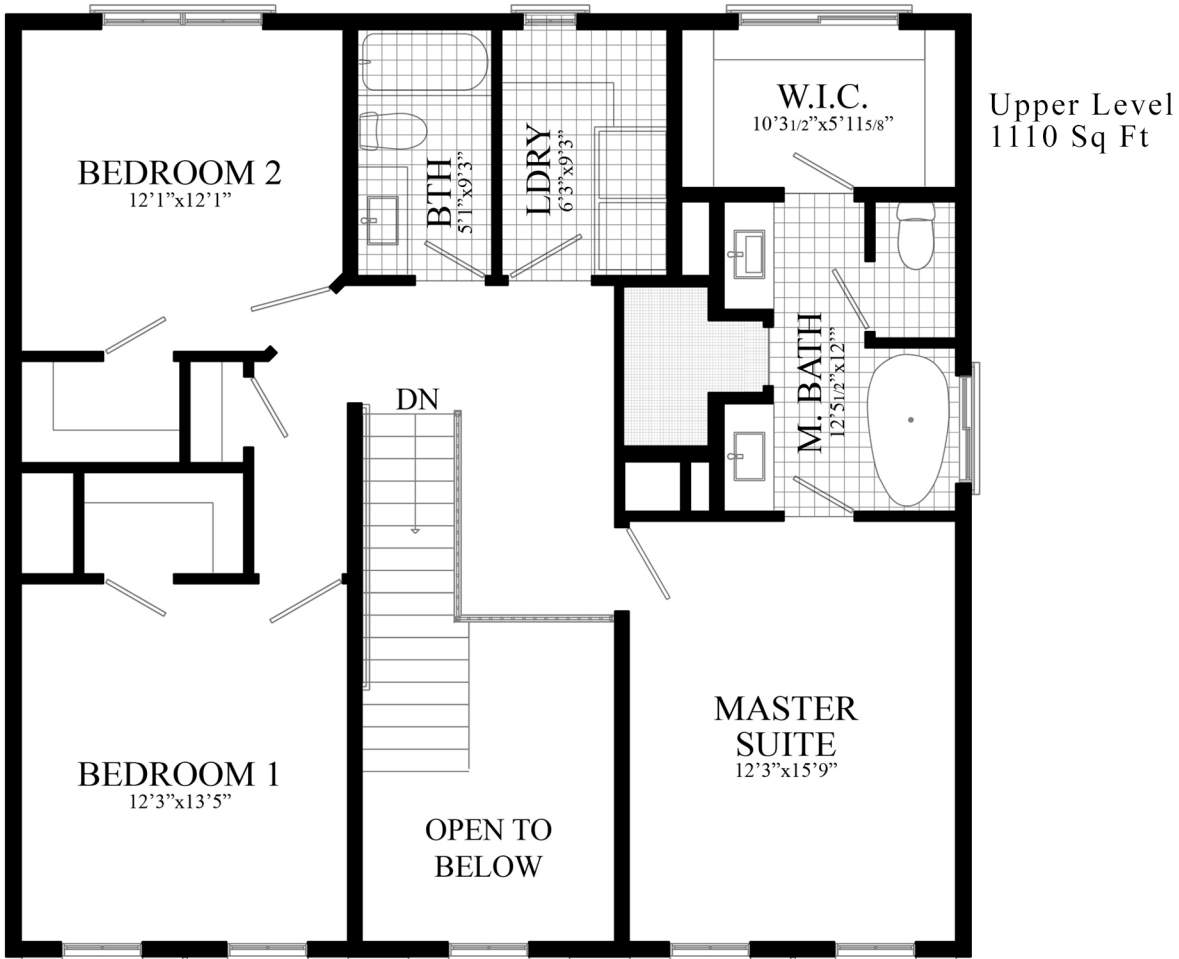 Upper Level
1110 Sq Ft
W.I.C.
10’3 1/2”x5’11 5/8”
BEDROOM 2
12’1”x12’1”
BTH
5’1”x9’3”
LDRY
6’3”x9’3”
M. BATH
12’5 1/2”x12’”
DN
MASTER
SUITE
12’3”x15’9”
BEDROOM 1
12’3”x13’5”
OPEN TO
BELOW